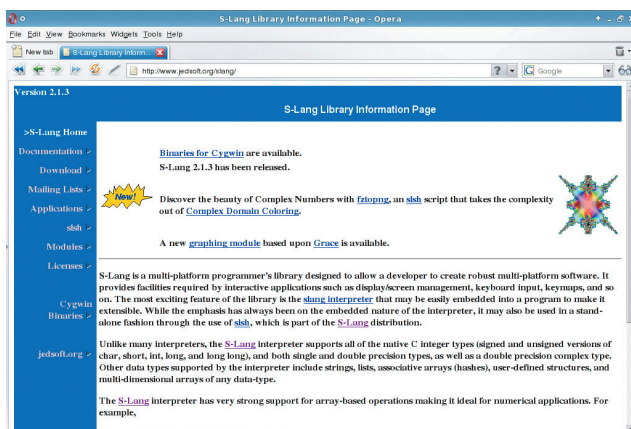 S-Lang Library Information Page - Opera
File Edit View Bookmarks Widgets Tools Help
New tab S-Lang Library Inform...
http://www.jedsoft.org/slang/ ? G Google
Version 2.1.3
S-Lang Library Information Page
>S-Lang Home
Documentation
Download
Mailing Lists
Applications
slsh
Modules
Licenses
Cygwin
Binaries
jedsoft.org
Binaries for Cygwin are available.
S-Lang 2.1.3 has been released.
New!
Discover the beauty of Complex Numbers with fztopng, an slsh script that takes the complexity
out of Complex Domain Coloring.
A new graphing module based upon Grace is available.
S-Lang is a multi-platform programmer's library designed to allow a developer to create robust multi-platform software. It
provides facilities required by interactive applications such as display/screen management, keyboard input, keymaps, and so
on. The most exciting feature of the library is the slang interpreter that may be easily embedded into a program to make it
extensible. While the emphasis has always been on the embedded nature of the interpreter, it may also be used in a stand-
alone fashion through the use of slsh, which is part of the S-Lang distribution.
Unlike many interpreters, the S-Lang interpreter supports all of the native C integer types (signed and unsigned versions of
char, short, int, long, and long long), and both single and double precision types, as well as a double precision complex type.
Other data types supported by the interpreter include strings, lists, associative arrays (hashes), user-defined structures, and
multi-dimensional arrays of any data-type.
The S-Lang interpreter has very strong support for array-based operations making it ideal for numerical applications. For
example,